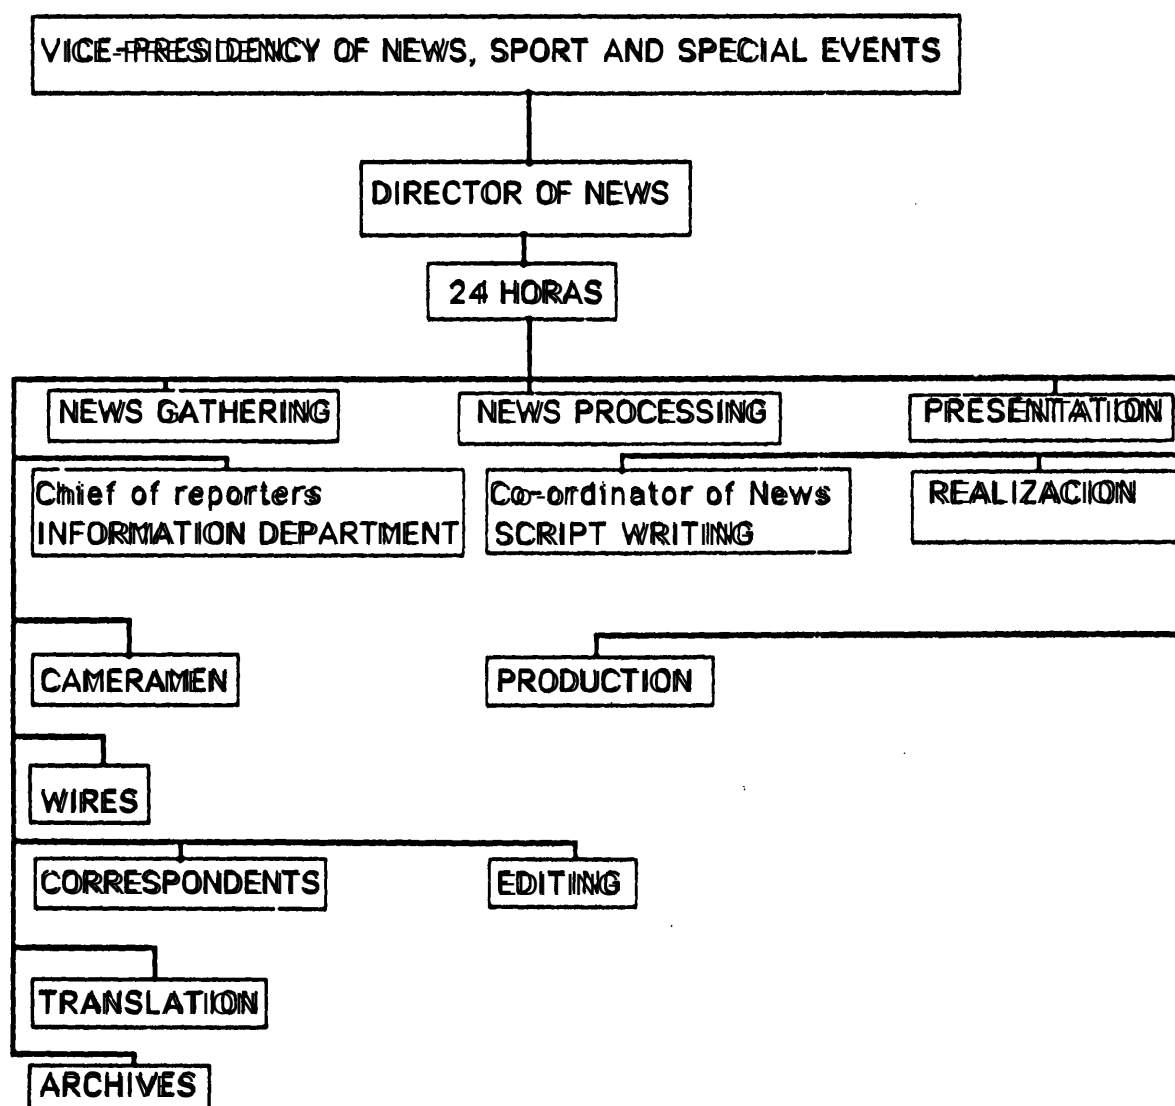 VICE-PRESIDENCY OF NEWS, SPORT AND SPECIAL EVENTS
DIRECTOR OF NEWS
24 HORAS
NEWS GATHERING
NEWS PROCESSING
PRESENTATION
Chief of reporters
INFORMATION DEPARTMENT
Co-ordinator of News
SCRIPT WRITING
REALIZACION
CAMERAMEN
PRODUCTION
WIRES
CORRESPONDENTS
EDITING
TRANSLATION
ARCHIVES